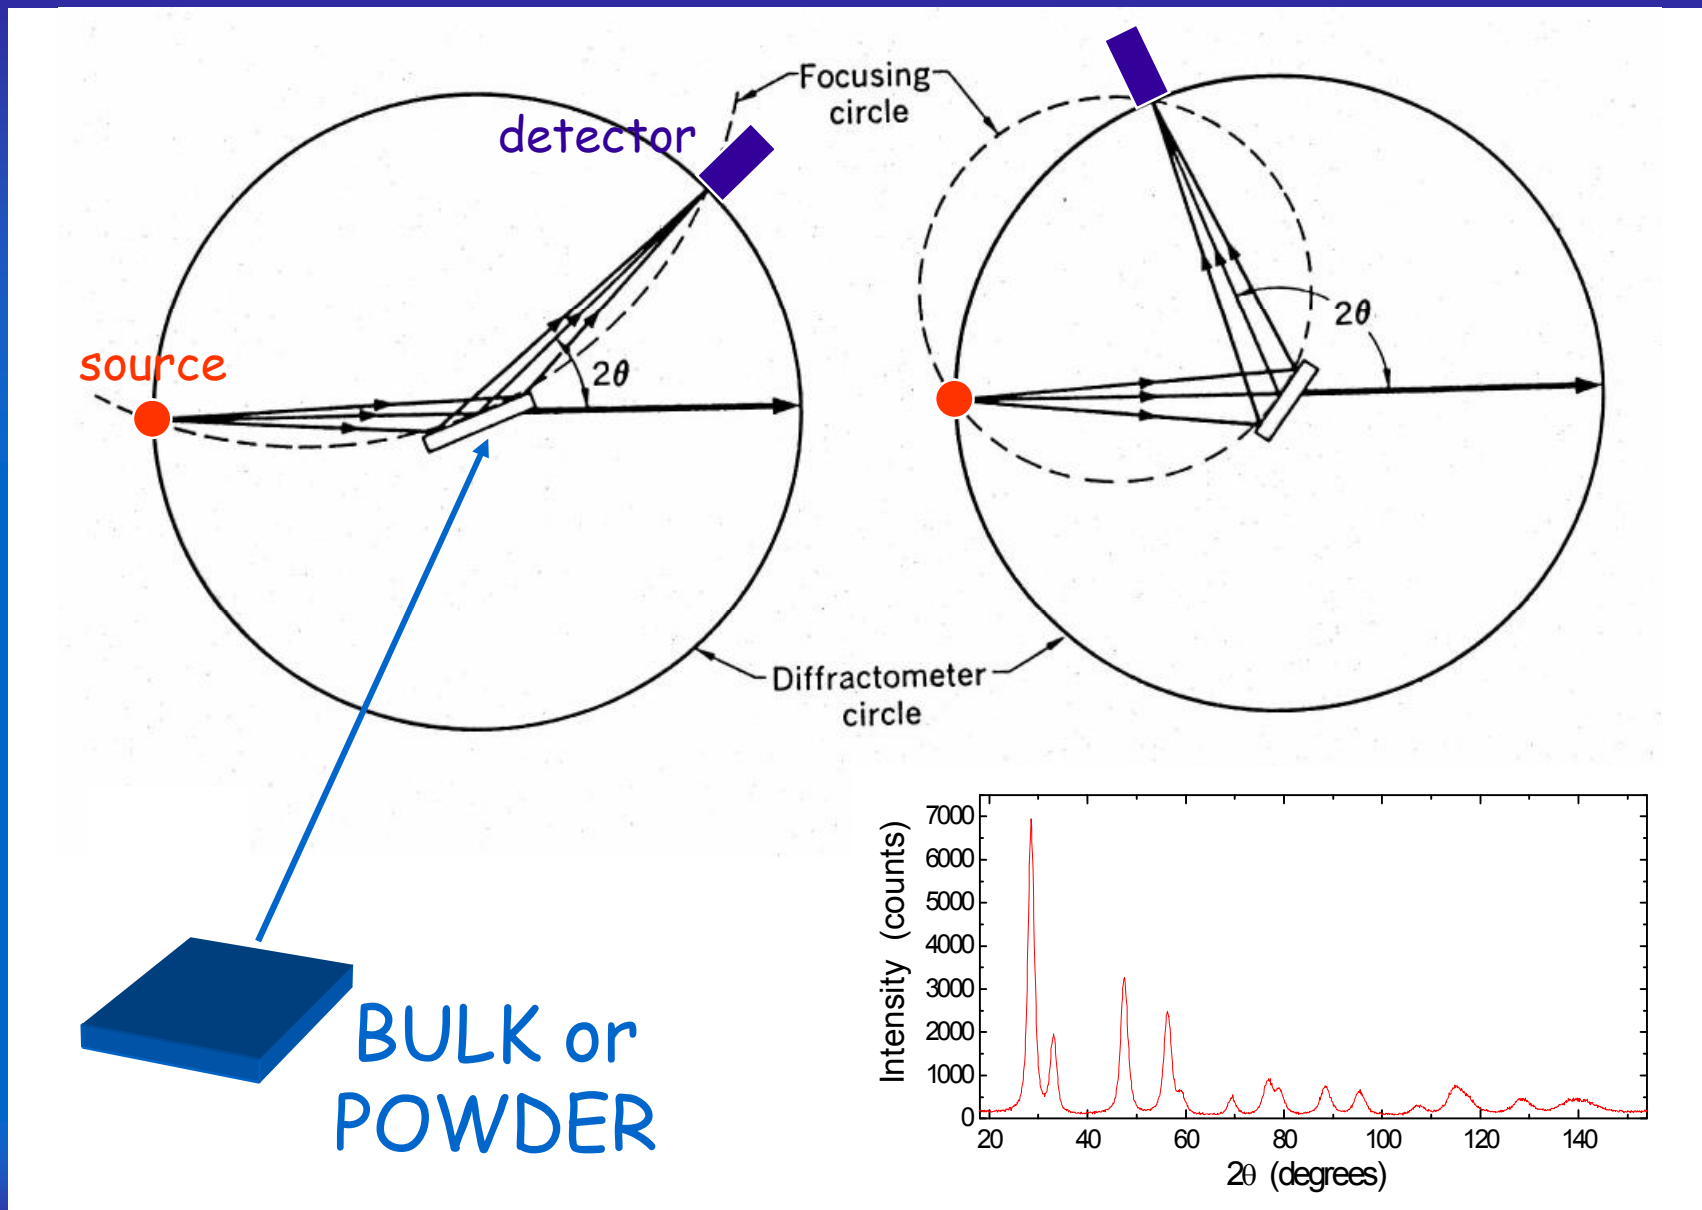 Focusing
circle
detector
source
2θ
2θ
Diffractometer
circle
BULK or
POWDER
Intensity (counts)
7000
6000
5000
4000
3000
2000
1000
0
20 40 60 80 100 120 140
2θ (degrees)